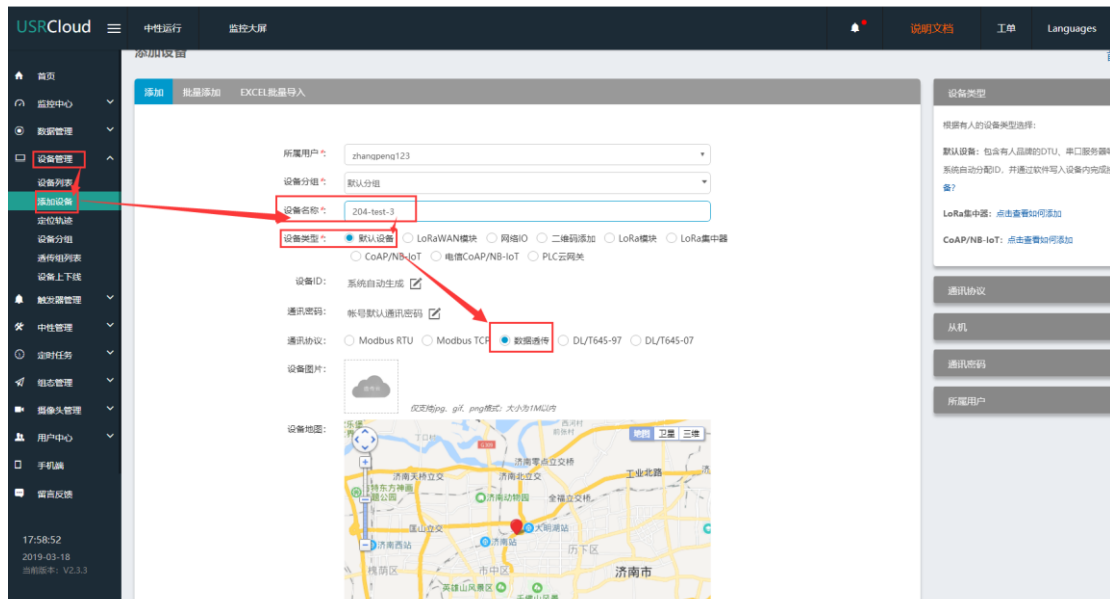 USRCloud 中性运行 监控大屏 说明文档 工单 Languages
首页
监控中心
数据管理
设备管理
设备列表
添加设备
定位轨迹
设备分组
透传组列表
设备上下线
触发器管理
中性管理
定时任务
组态管理
摄像头管理
用户中心
手机端
留言反馈
17:58:52
2019-03-18
当前版本: V2.3.3
添加设备
添加 批量添加 EXCEL批量导入
所属用户*: zhangpeng123
设备分组*: 默认分组
设备名称*: 204-test-3
设备类型*: 默认设备 LoRaWAN模块 网络IO 二维码添加 LoRa模块 LoRa集中器
CoAP/NB-IoT 电信CoAP/NB-IoT PLC云网关
设备ID: 系统自动生成
通讯密码: 帐号默认通讯密码
通讯协议: Modbus RTU Modbus TCP 数据透传 DL/T645-97 DL/T645-07
设备图片:
仅支持jpg、gif、png格式; 大小为1M以内
设备地图:
地图 卫星 三维
济南零点立交桥
济南天桥立交 济南北立交 工业北路
济南动物园 全福立交桥
匡山立交 大明湖站
济南西站 济南站 历下区
槐荫区 市中区 济南市
英雄山风景区
设备类型
根据有人的设备类型选择:
默认设备: 包含有人品牌的DTU、串口服务器
系统自动分配ID、并通过软件写入设备内完成
备?
LoRa集中器: 点击查看如何添加
CoAP/NB-IoT: 点击查看如何添加
通讯协议
从机
通讯密码
所属用户